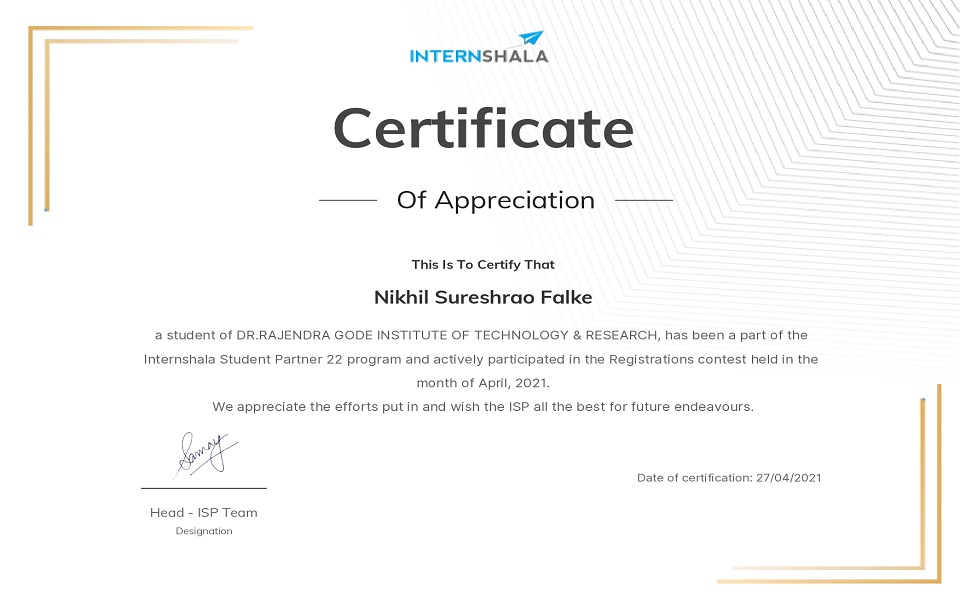 INTERNSHALA
Certificate
Of Appreciation
This Is To Certify That
Nikhil Sureshrao Falke
a student of DR.RAJENDRA GODE INSTITUTE OF TECHNOLOGY & RESEARCH, has been a part of the
Internshala Student Partner 22 program and actively participated in the Registrations contest held in the
month of April, 2021.
We appreciate the efforts put in and wish the ISP all the best for future endeavours.
Samay
Date of certification: 27/04/2021
Head - ISP Team
Designation